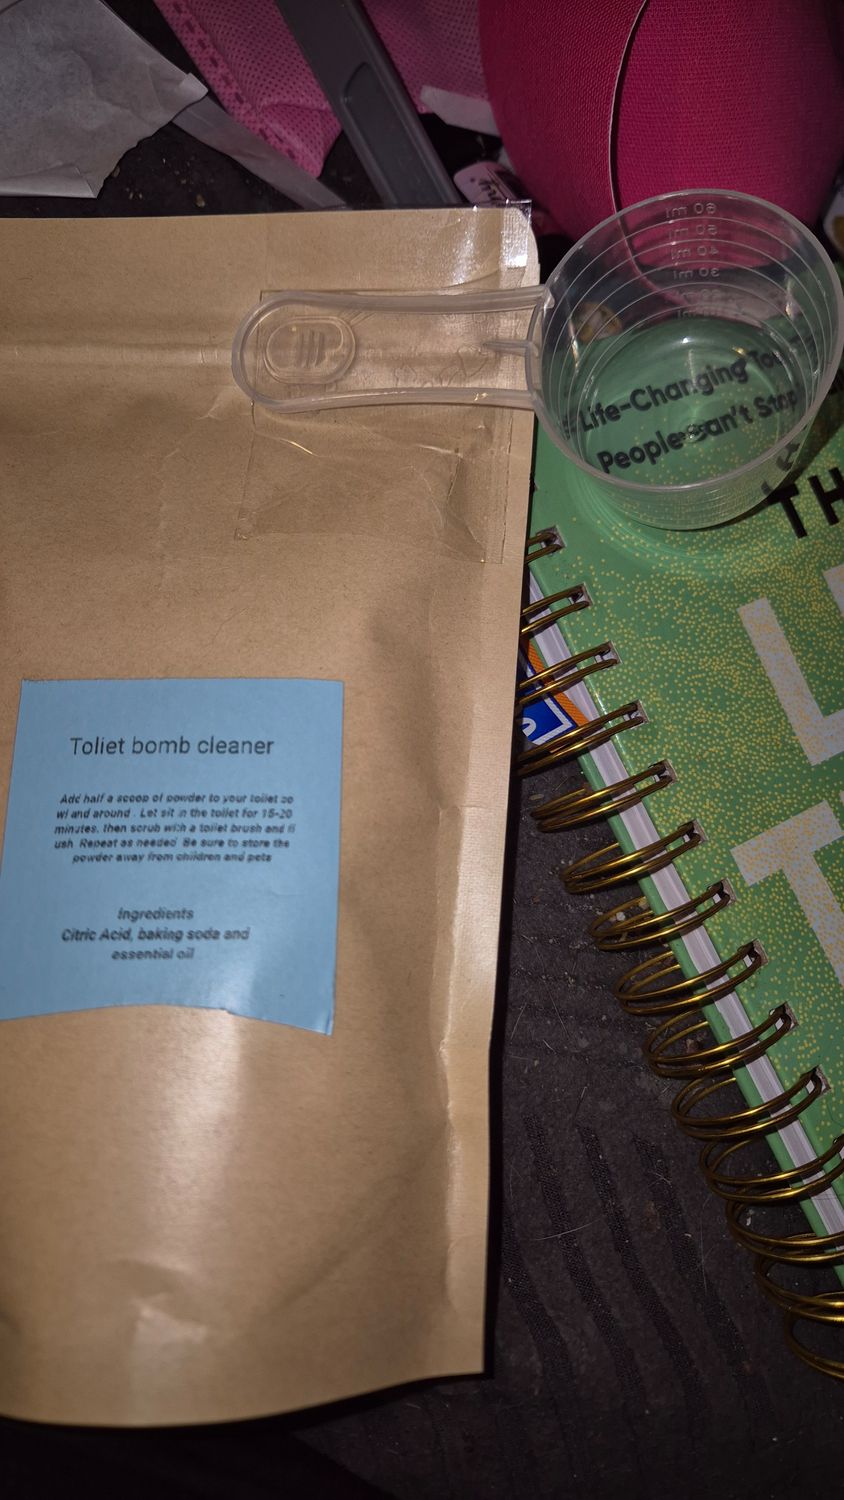 60 ml
50 ml
40 ml
30 ml
Life-Changing
People Can't Stop
TH
L
T
Toliet bomb cleaner
Add half a scoop of powder to your toilet so
wl and around . Let sit in the toilet for 15-20
minutes. then scrub with a toilet brush and fl
ush. Repeat as needed. Be sure to store the
powder away from children and pets
Ingredients
Citric Acid, baking soda and
essential oil